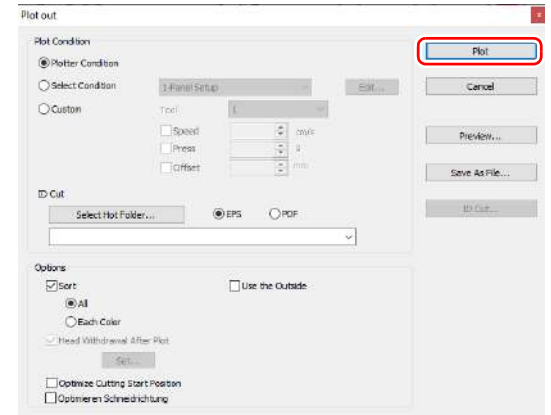 Plot out
Plot Condition
Plotter Condition
Select Condition
1-Panel Setup
Edit...
Custom
Tool
1
Speed
cm/s
Press
g
Offset
mm
ID Cut
Select Hot Folder...
EPS
PDF
Options
Sort
Use the Outside
All
Each Color
Head Withdrawal After Plot
Set...
Optimize Cutting Start Position
Optimieren Schneidrichtung
Plot
Cancel
Preview...
Save As File...
ID Cut...